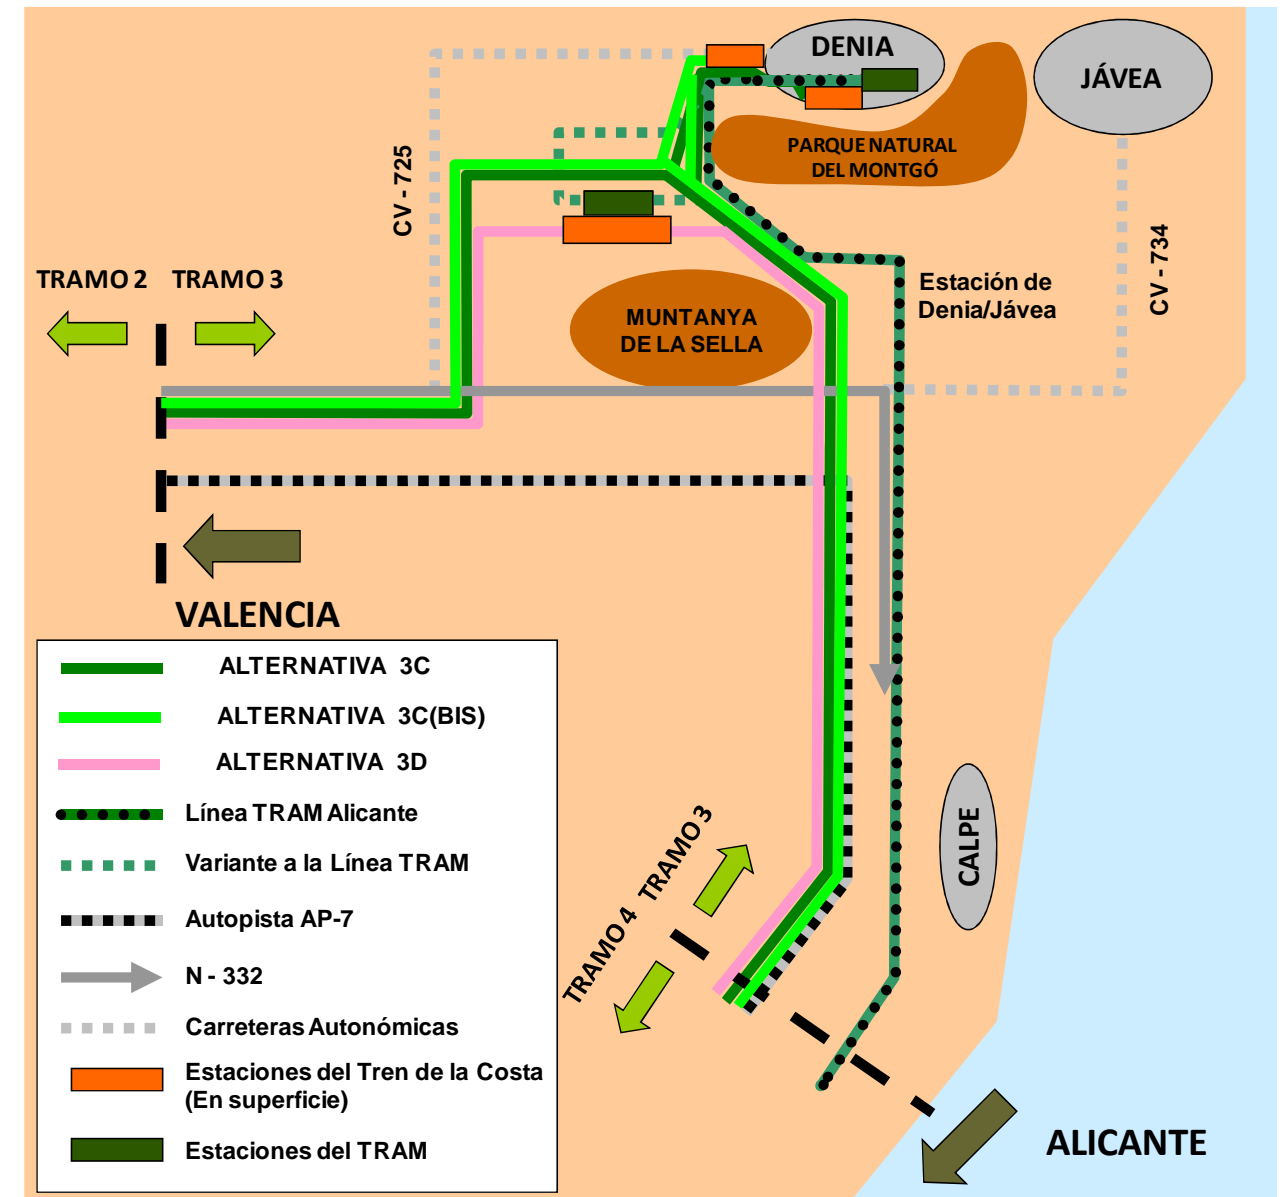 DENIA
JÁVEA
PARQUE NATURAL
DEL MONTGÓ
CV - 725
CV - 734
TRAMO 2
TRAMO 3
Estación de
Denia/Jávea
MUNTANYA
DE LA SELLA
VALENCIA
ALTERNATIVA 3C
ALTERNATIVA 3C(BIS)
ALTERNATIVA 3D
Línea TRAM Alicante
Variante a la Línea TRAM
Autopista AP-7
N - 332
Carreteras Autonómicas
Estaciones del Tren de la Costa
(En superficie)
Estaciones del TRAM
TRAMO 4
TRAMO 3
CALPE
ALICANTE